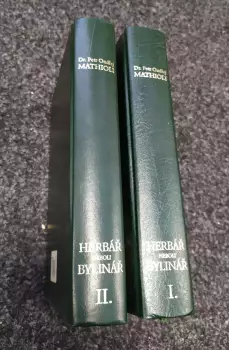 Dr. Petr Ondřej
MATHIOLI
HERBÁŘ
NEBOLI
BYLINÁŘ
II.
Dr. Petr Ondřej
MATHIOLI
HERBÁŘ
NEBOLI
BYLINÁŘ
I.